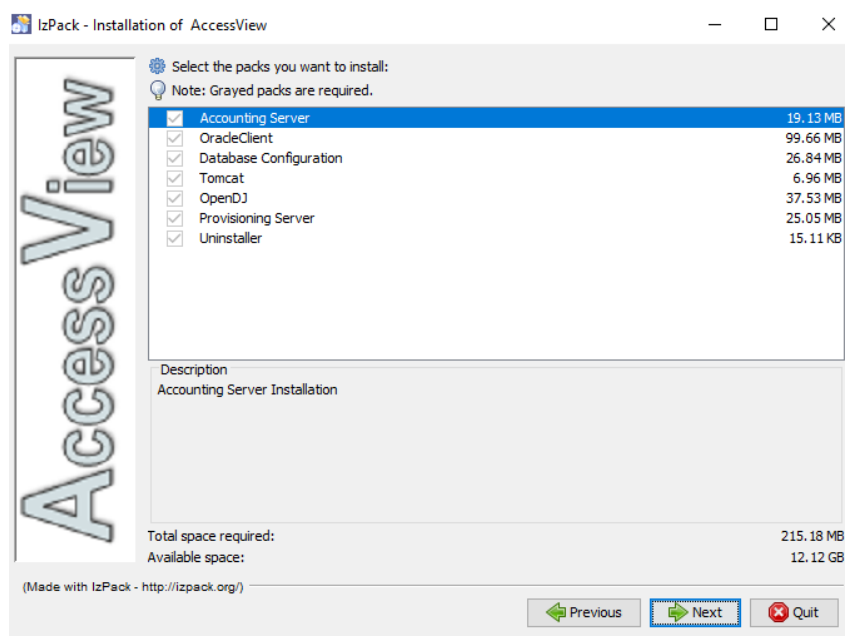 IzPack - Installation of  AccessView
Access View
Select the packs you want to install:
Note: Grayed packs are required.
Accounting Server 19.13 MB
OracleClient 99.66 MB
Database Configuration 26.84 MB
Tomcat 6.96 MB
OpenDJ 37.53 MB
Provisioning Server 25.05 MB
Uninstaller 15.11 KB
Description
Accounting Server Installation
Total space required: 215.18 MB
Available space: 12.12 GB
(Made with IzPack - http://izpack.org/)
Previous Next Quit